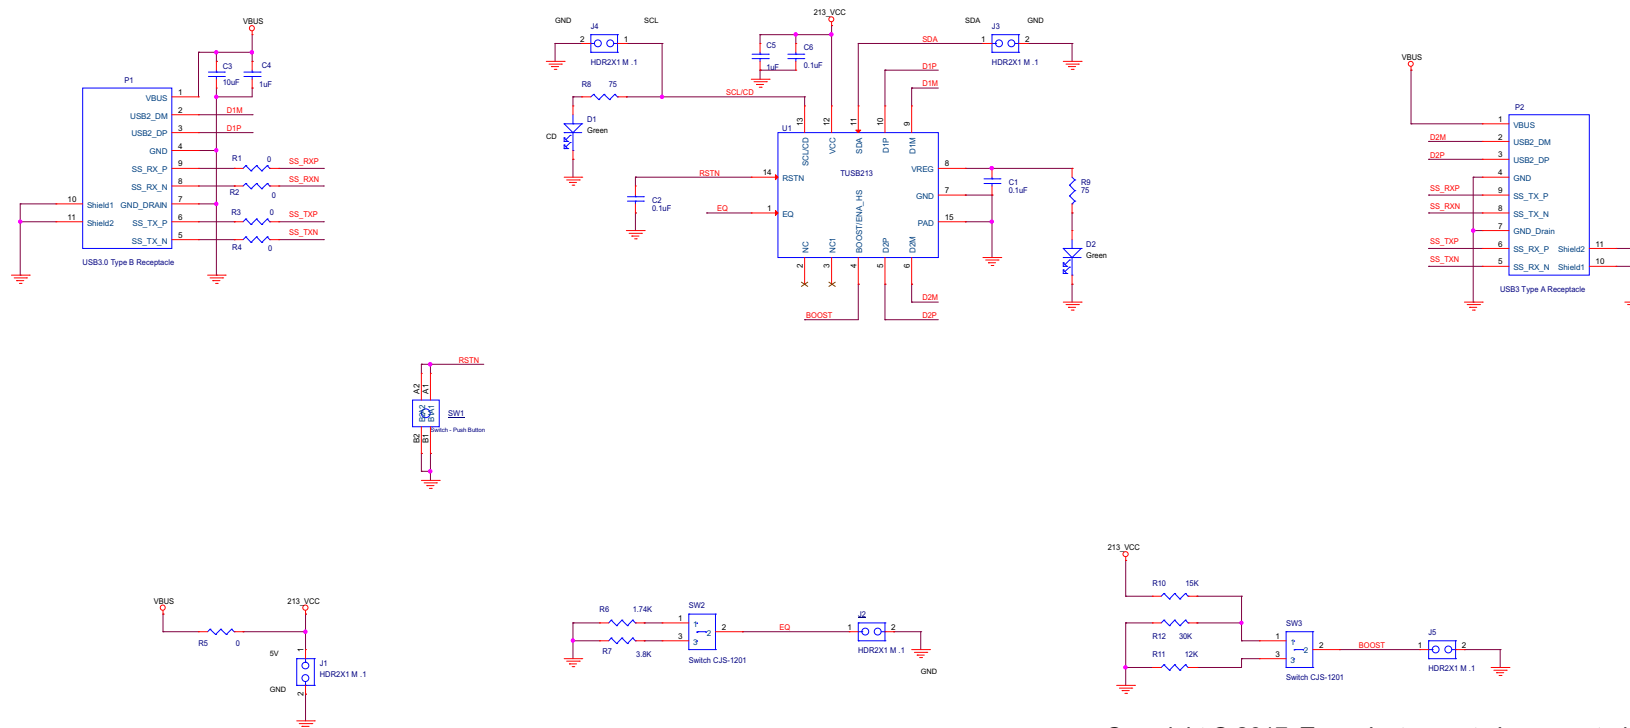 VBUS
C3
10uF
C4
1uF
P1
VBUS 1
USB2_DM 2 D1M
USB2_DP 3 D1P
GND 4
SS_RX_P 9 R1 0 SS_RXP
SS_RX_N 8 R2 0 SS_RXN
10 Shield1 GND_DRAIN 7
11 Shield2 SS_TX_P 6 R3 0 SS_TXP
SS_TX_N 5 R4 0 SS_TXN
USB3.0 Type B Receptacle
GND J4 SCL
2 1
HDR2X1 M .1
R8 75
SCL/CD
D1
Green
CD
213_VCC
C5
1uF
C6
0.1uF
SDA J3 GND
SDA 1 2
HDR2X1 M .1
D1P
D1M
13 12 11 10 9
U1
SCL/CD VCC SDA D1P D1M
TUSB213
RSTN 14 RSTN
C2
0.1uF
EQ 1 EQ
VREG 8
GND 7
PAD 15
NC NC1 BOOST/ENA_HS D2P D2M
2 3 4 5 6
BOOST
D2M
D2P
C1
0.1uF
R9
75
D2
Green
VBUS
P2
1 VBUS
D2M 2 USB2_DM
D2P 3 USB2_DP
4 GND
SS_RXP 9 SS_TX_P
SS_RXN 8 SS_TX_N
7 GND_Drain
SS_TXP 6 SS_RX_P Shield2 11
SS_TXN 5 SS_RX_N Shield1 10
USB3 Type A Receptacle
RSTN
A2 A1
SW1
Switch - Push Button
B2 B1
VBUS
213_VCC
R5 0
5V
1
J1
HDR2X1 M .1
GND
2
R6 1.74K
R7 3.8K
SW2
1
2
3
Switch CJS-1201
EQ
J2
1 2
HDR2X1 M .1
GND
213_VCC
R10 15K
R12 30K
R11 12K
SW3
1
2
3
Switch CJS-1201
BOOST
J5
1 2
HDR2X1 M .1